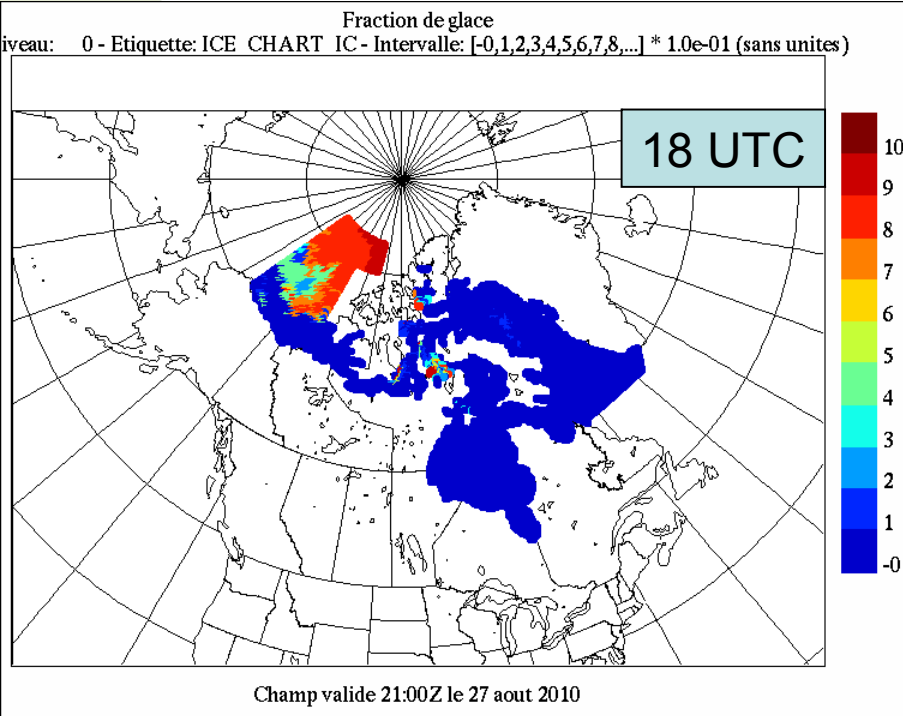 Fraction de glace
iveau: 0 - Etiquette: ICE CHART IC - Intervalle: [-0,1,2,3,4,5,6,7,8,...] * 1.0e-01 (sans unites)
18 UTC
10
9
8
7
6
5
4
3
2
1
-0
Champ valide 21:00Z le 27 aout 2010